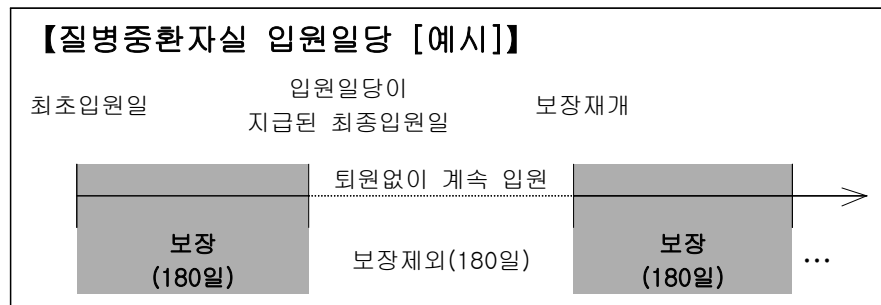 【질병중환자실 입원일당 [예시]】
최초입원일
입원일당이
지급된 최종입원일
보장재개
퇴원없이 계속 입원
보장
(180일)
보장제외(180일)
보장
(180일)
…